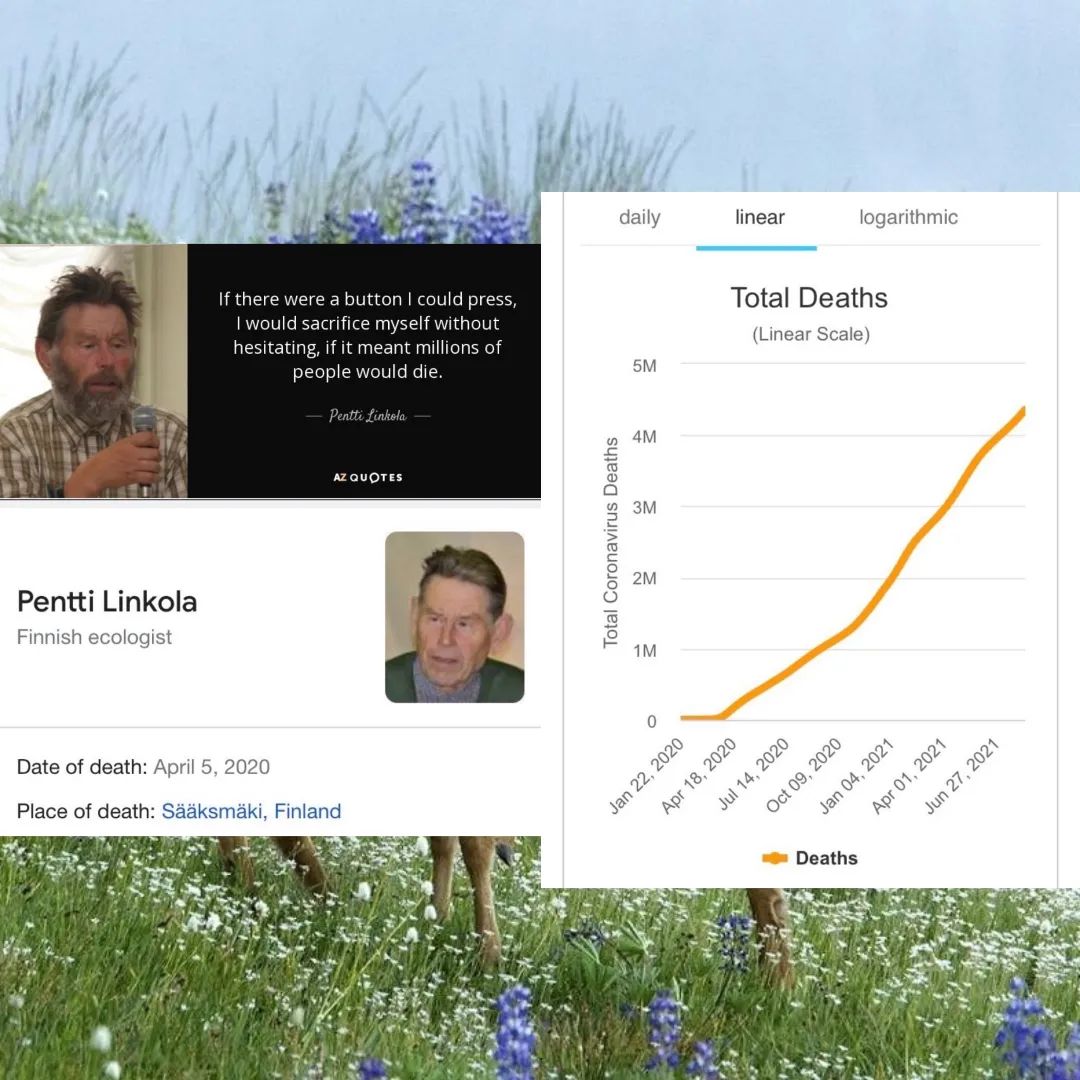 If there were a button I could press,
I would sacrifice myself without
hesitating, if it meant millions of
people would die.
— Pentti Linkola —
AZ QUOTES
Pentti Linkola
Finnish ecologist
Date of death: April 5, 2020
Place of death: Sääksmäki, Finland
daily linear logarithmic
Total Deaths
(Linear Scale)
Total Coronavirus Deaths
5M
4M
3M
2M
1M
0
Jan 22, 2020
Apr 18, 2020
Jul 14, 2020
Oct 09, 2020
Jan 04, 2021
Apr 01, 2021
Jun 27, 2021
Deaths